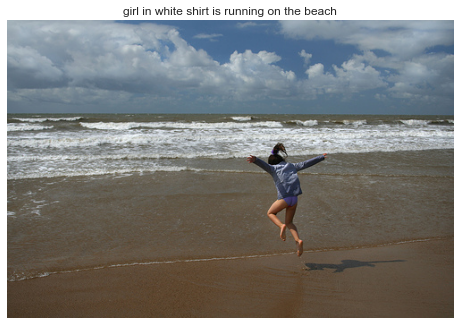 girl in white shirt is running on the beach